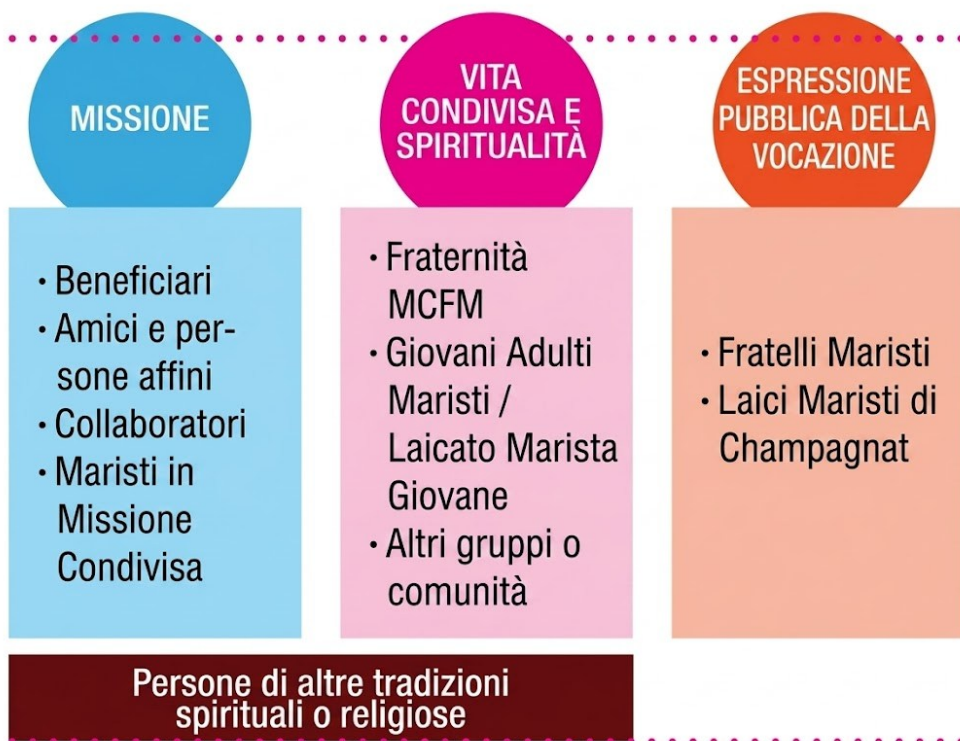 MISSIONE
• Beneficiari
• Amici e per-
sone affini
• Collaboratori
• Maristi in
Missione
Condivisa
VITA
CONDIVISA E
SPIRITUALITÀ
• Fraternità
MCFM
• Giovani Adulti
Maristi /
Laicato Marista
Giovane
• Altri gruppi o
comunità
ESPRESSIONE
PUBBLICA DELLA
VOCAZIONE
• Fratelli Maristi
• Laici Maristi di
Champagnat
Persone di altre tradizioni
spirituali o religiose